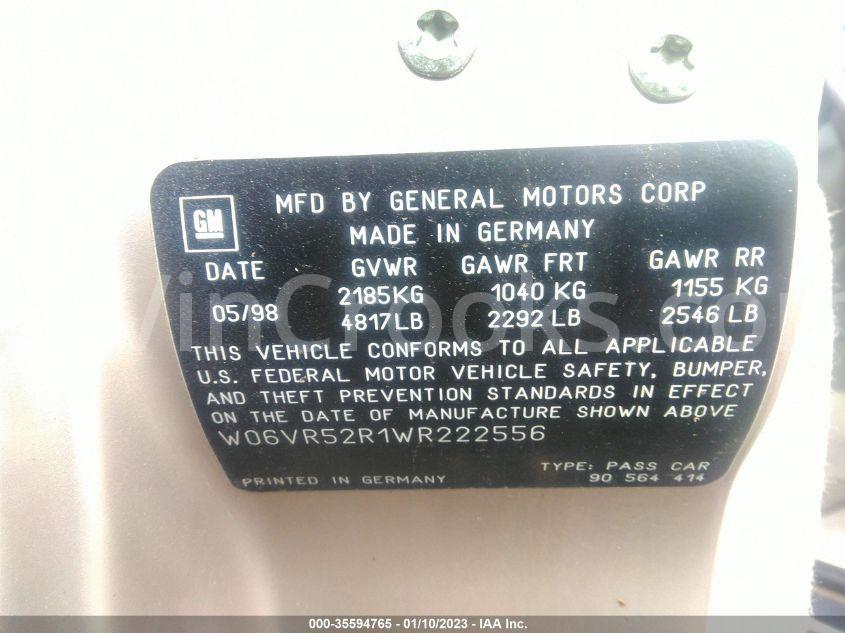 GM
MFD BY GENERAL MOTORS CORP
MADE IN GERMANY
DATE GVWR GAWR FRT GAWR RR
05/98 2185KG 1040 KG 1155 KG
4817LB 2292 LB 2546 LB
THIS VEHICLE CONFORMS TO ALL APPLICABLE
U.S. FEDERAL MOTOR VEHICLE SAFETY, BUMPER,
AND THEFT PREVENTION STANDARDS IN EFFECT
ON THE DATE OF MANUFACTURE SHOWN ABOVE
W06VR52R1WR222556
TYPE: PASS CAR
PRINTED IN GERMANY 90 564 414
VinCrooks.com
000-35594765 - 01/10/2023 - IAA Inc.